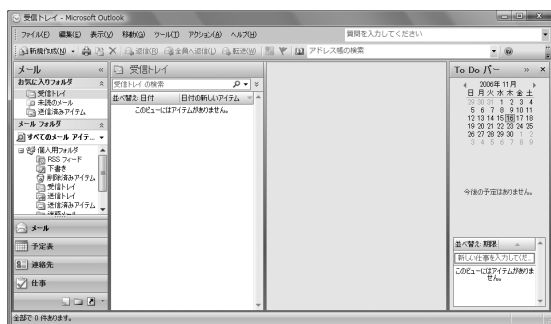 受信トレイ - Microsoft Outlook
ファイル(F) 編集(E) 表示(V) 移動(G) ツール(T) アクション(A) ヘルプ(H) 質問を入力してください
新規作成(N) 返信(R) 全員へ返信(L) 転送(W) アドレス帳の検索
メール
お気に入りフォルダ
受信トレイ
未読のメール
送信済みアイテム
メール フォルダ
すべてのメール アイテ...
個人用フォルダ
RSS フィード
下書き
削除済みアイテム
受信トレイ
送信トレイ
送信済みアイテム
迷惑メール
メール
予定表
連絡先
仕事
受信トレイ
受信トレイ の検索
並べ替え: 日付 日付の新しいアイテム
このビューにはアイテムがありません。
To Do バー
2006年 11月
日 月 火 水 木 金 土
29 30 31 1 2 3 4
5 6 7 8 9 10 11
12 13 14 15 16 17 18
19 20 21 22 23 24 25
26 27 28 29 30 1 2
3 4 5 6 7 8 9
今後の予定はありません。
並べ替え: 期限
新しい仕事を入力してくだ...
このビューにはアイテムがありません。
全部で 0 件あります。